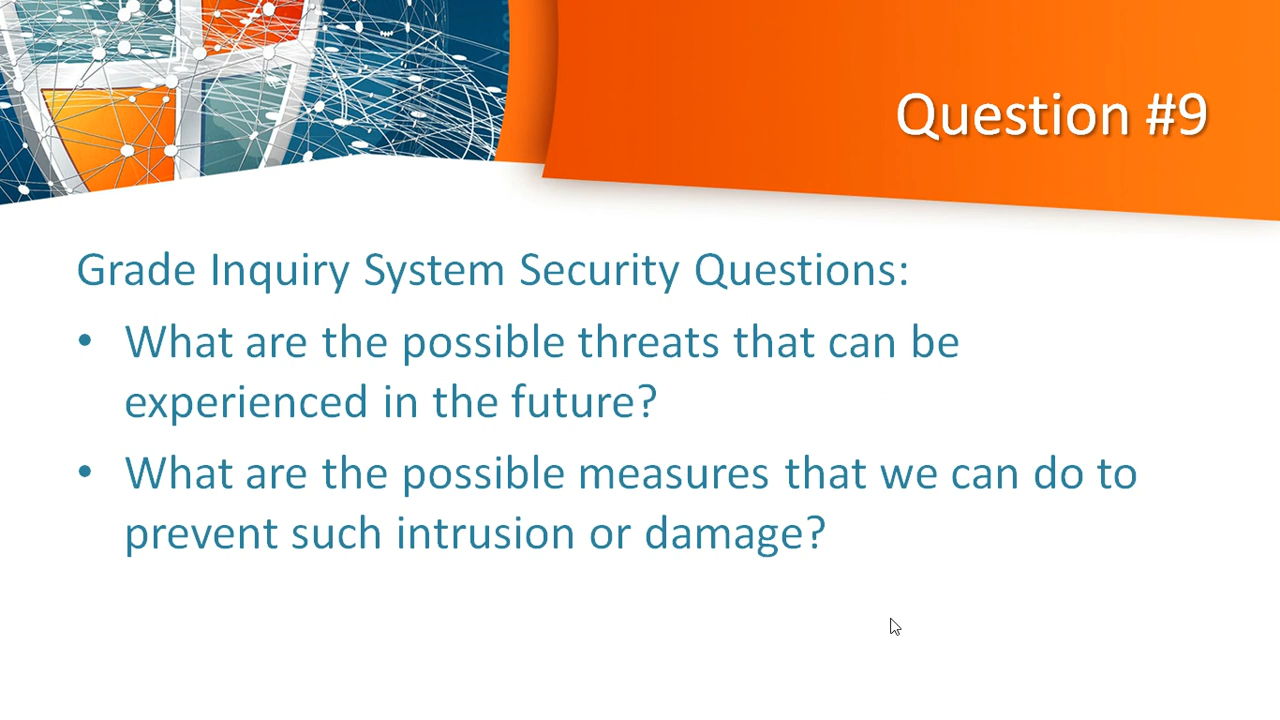 Question #9
Grade Inquiry System Security Questions:
• What are the possible threats that can be
experienced in the future?
• What are the possible measures that we can do to
prevent such intrusion or damage?